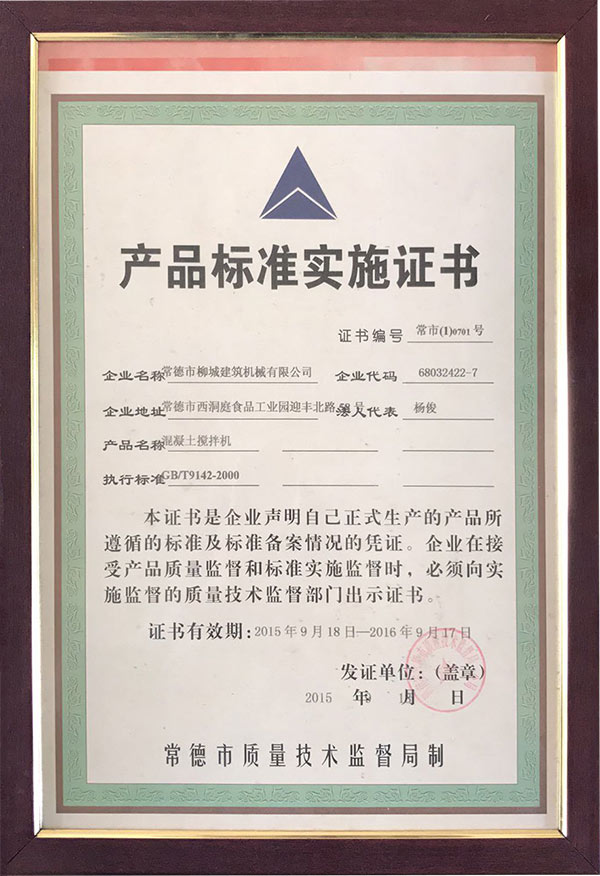 产品标准实施证书
证书编号 常市(1)0701号
企业名称 常德市柳城建筑机械有限公司 企业代码 68032422-7
企业地址 常德市西洞庭食品工业园迎丰北路 号 法人代表 杨俊
产品名称 混凝土搅拌机
执行标准 GB/T9142-2000
本证书是企业声明自己正式生产的产品所
遵循的标准及标准备案情况的凭证。企业在接
受产品质量监督和标准实施监督时，必须向实
施监督的质量技术监督部门出示证书。
证书有效期：2015年9月18日—2016年9月17日
发证单位：（盖章）
2015 年 月 日
常德市质量技术监督局制